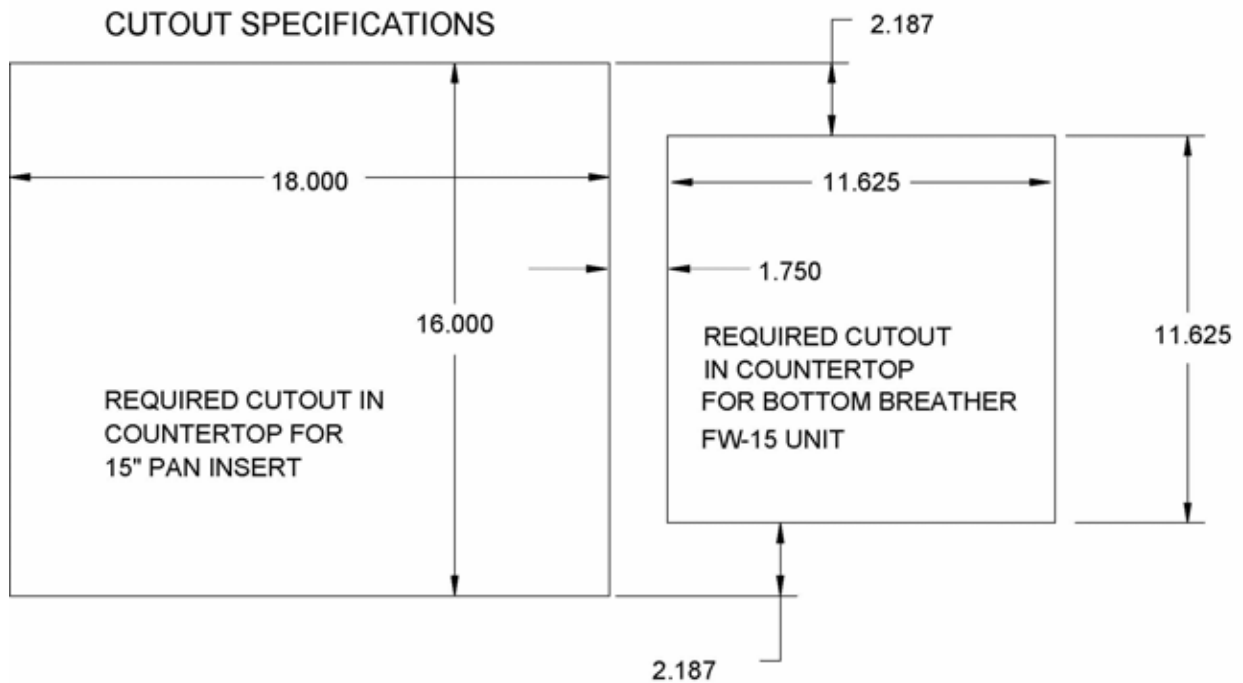 CUTOUT SPECIFICATIONS
2.187
18.000
11.625
1.750
16.000
11.625
REQUIRED CUTOUT IN
COUNTERTOP FOR
15" PAN INSERT
REQUIRED CUTOUT
IN COUNTERTOP
FOR BOTTOM BREATHER
FW-15 UNIT
2.187